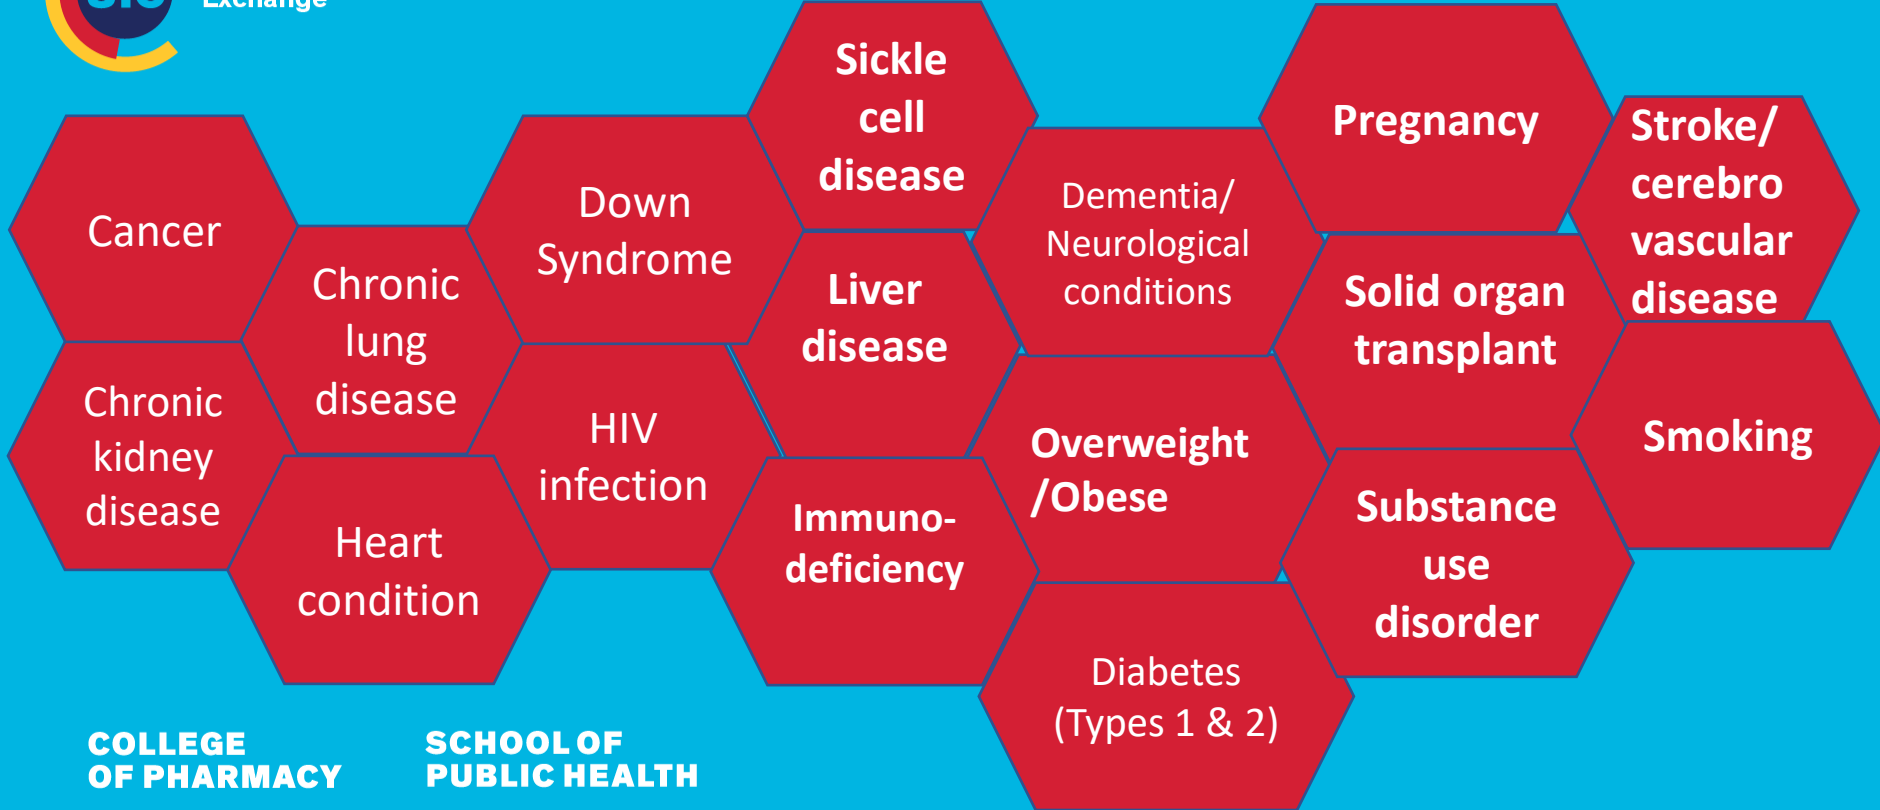 Exchange
Cancer
Chronic
kidney
disease
Chronic
lung
disease
Heart
condition
Down
Syndrome
HIV
infection
Sickle
cell
disease
Liver
disease
Immuno-
deficiency
Dementia/
Neurological
conditions
Overweight
/Obese
Diabetes
(Types 1 & 2)
Pregnancy
Solid organ
transplant
Substance
use
disorder
Stroke/
cerebro
vascular
disease
Smoking
COLLEGE
OF PHARMACY
SCHOOL OF
PUBLIC HEALTH